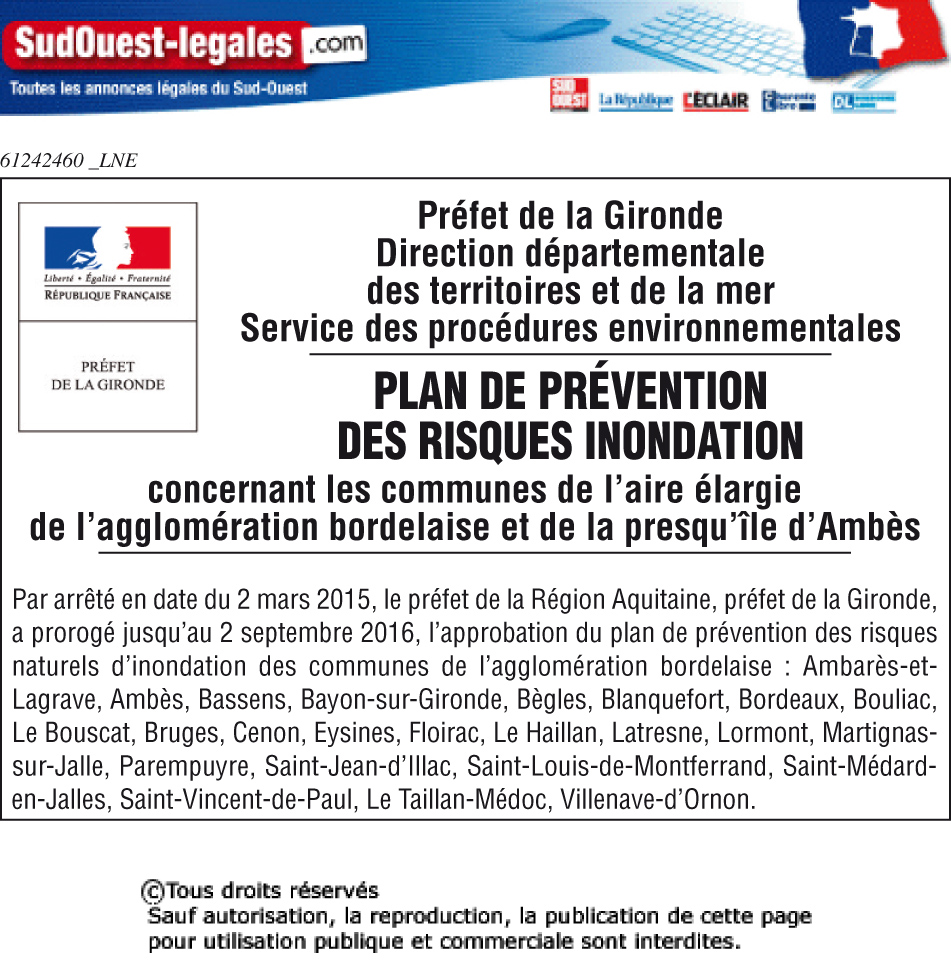 SudOuest-legales .com
Toutes les annonces légales du Sud-Ouest
SUD OUEST La République L'ÉCLAIR Charente Libre DL
61242460 _LNE
Liberté • Égalité • Fraternité
RÉPUBLIQUE FRANÇAISE
PRÉFET
DE LA GIRONDE
Préfet de la Gironde
Direction départementale
des territoires et de la mer
Service des procédures environnementales
PLAN DE PRÉVENTION
DES RISQUES INONDATION
concernant les communes de l'aire élargie
de l'agglomération bordelaise et de la presqu'île d'Ambès
Par arrêté en date du 2 mars 2015, le préfet de la Région Aquitaine, préfet de la Gironde,
a prorogé jusqu'au 2 septembre 2016, l'approbation du plan de prévention des risques
naturels d'inondation des communes de l'agglomération bordelaise : Ambarès-et-
Lagrave, Ambès, Bassens, Bayon-sur-Gironde, Bègles, Blanquefort, Bordeaux, Bouliac,
Le Bouscat, Bruges, Cenon, Eysines, Floirac, Le Haillan, Latresne, Lormont, Martignas-
sur-Jalle, Parempuyre, Saint-Jean-d'Illac, Saint-Louis-de-Montferrand, Saint-Médard-
en-Jalles, Saint-Vincent-de-Paul, Le Taillan-Médoc, Villenave-d'Ornon.
©Tous droits réservés
Sauf autorisation, la reproduction, la publication de cette page
pour utilisation publique et commerciale sont interdites.